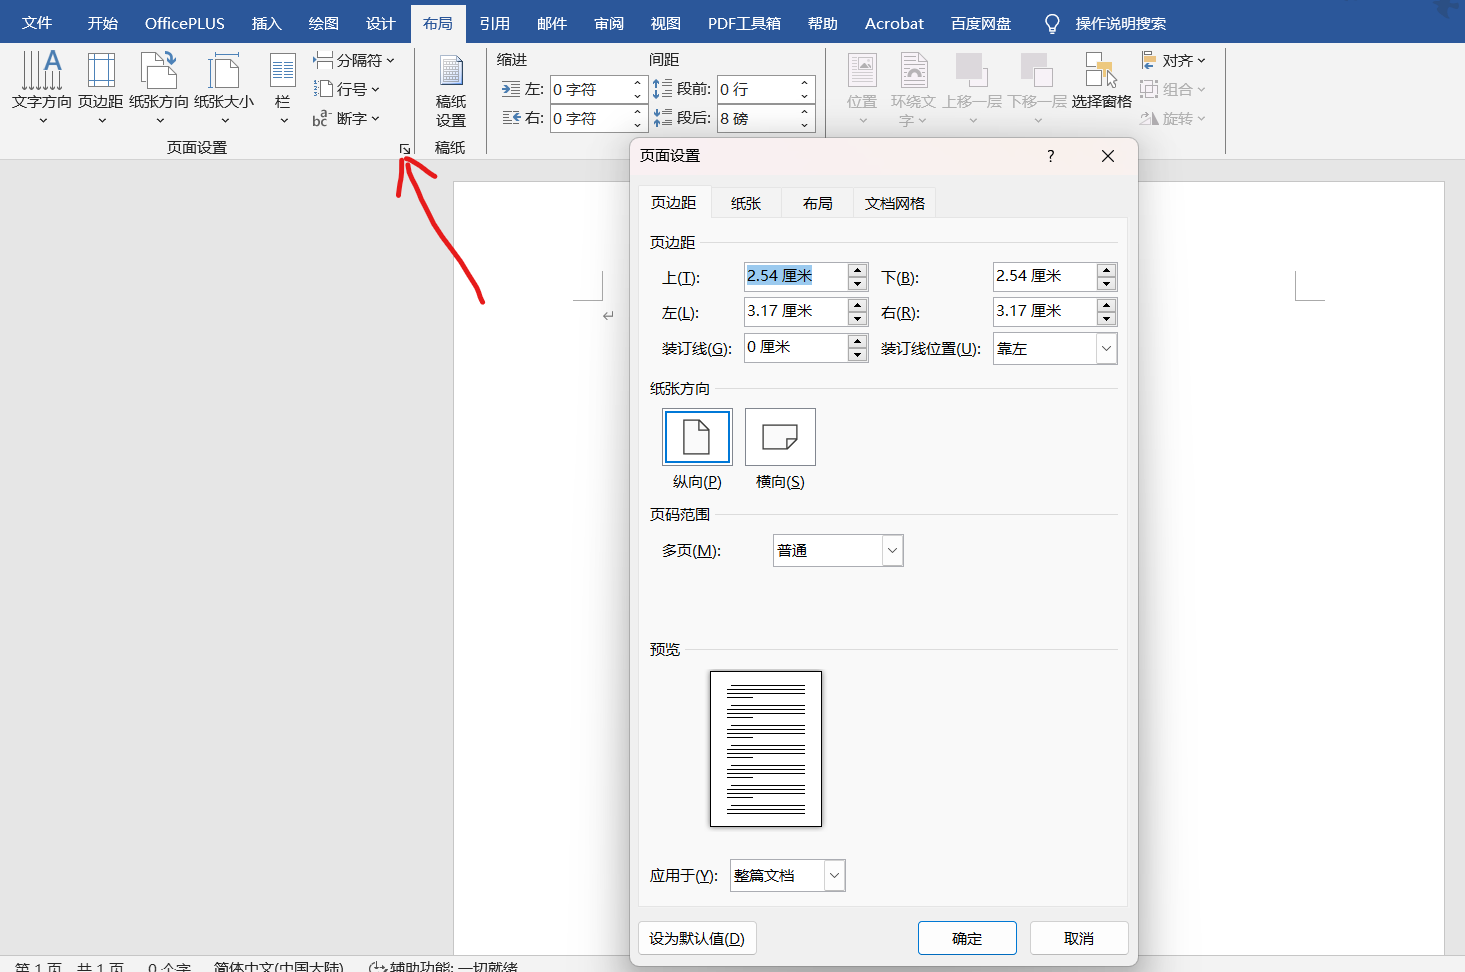 文件 开始 OfficePLUS 插入 绘图 设计 布局 引用 邮件 审阅 视图 PDF工具箱 帮助 Acrobat 百度网盘 操作说明搜索
分隔符 缩进 间距 对齐
左: 0 字符 段前: 0 行
行号 组合
文字方向 页边距 纸张方向 纸张大小 栏 稿纸设置 位置 环绕文字 上移一层 下移一层 选择窗格
断字 右: 0 字符 段后: 8 磅 旋转
页面设置 稿纸
页面设置 ?
页边距 纸张 布局 文档网格
页边距
上(T): 2.54 厘米 下(B): 2.54 厘米
左(L): 3.17 厘米 右(R): 3.17 厘米
装订线(G): 0 厘米 装订线位置(U): 靠左
纸张方向
纵向(P) 横向(S)
页码范围
多页(M): 普通
预览
应用于(Y): 整篇文档
设为默认值(D) 确定 取消
第 1 页，共 1 页 0 个字 简体中文(中国大陆) 辅助功能: 一切就绪